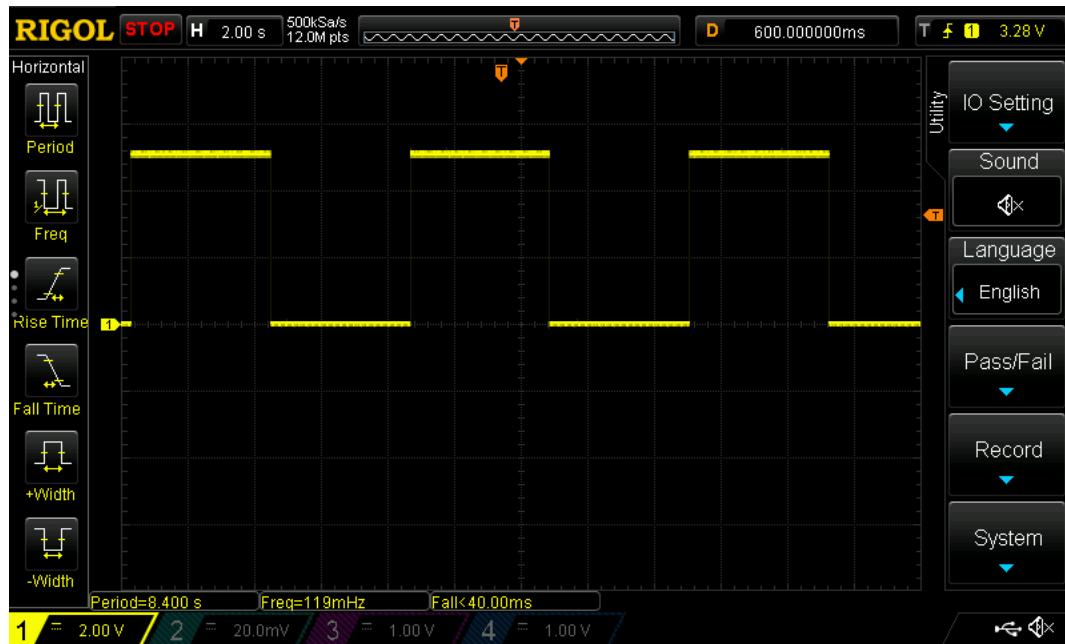 RIGOL STOP H 2.00 s 500kSa/s 12.0M pts T D 600.000000ms T 1 3.28 V
Horizontal
Period
Freq
Rise Time
Fall Time
+Width
-Width
T
1
T
Utility
IO Setting
Sound
Language
English
Pass/Fail
Record
System
Period=8.400 s Freq=119mHz Fall<40.00ms
1 = 2.00 V 2 = 20.0mV 3 = 1.00 V 4 = 1.00 V